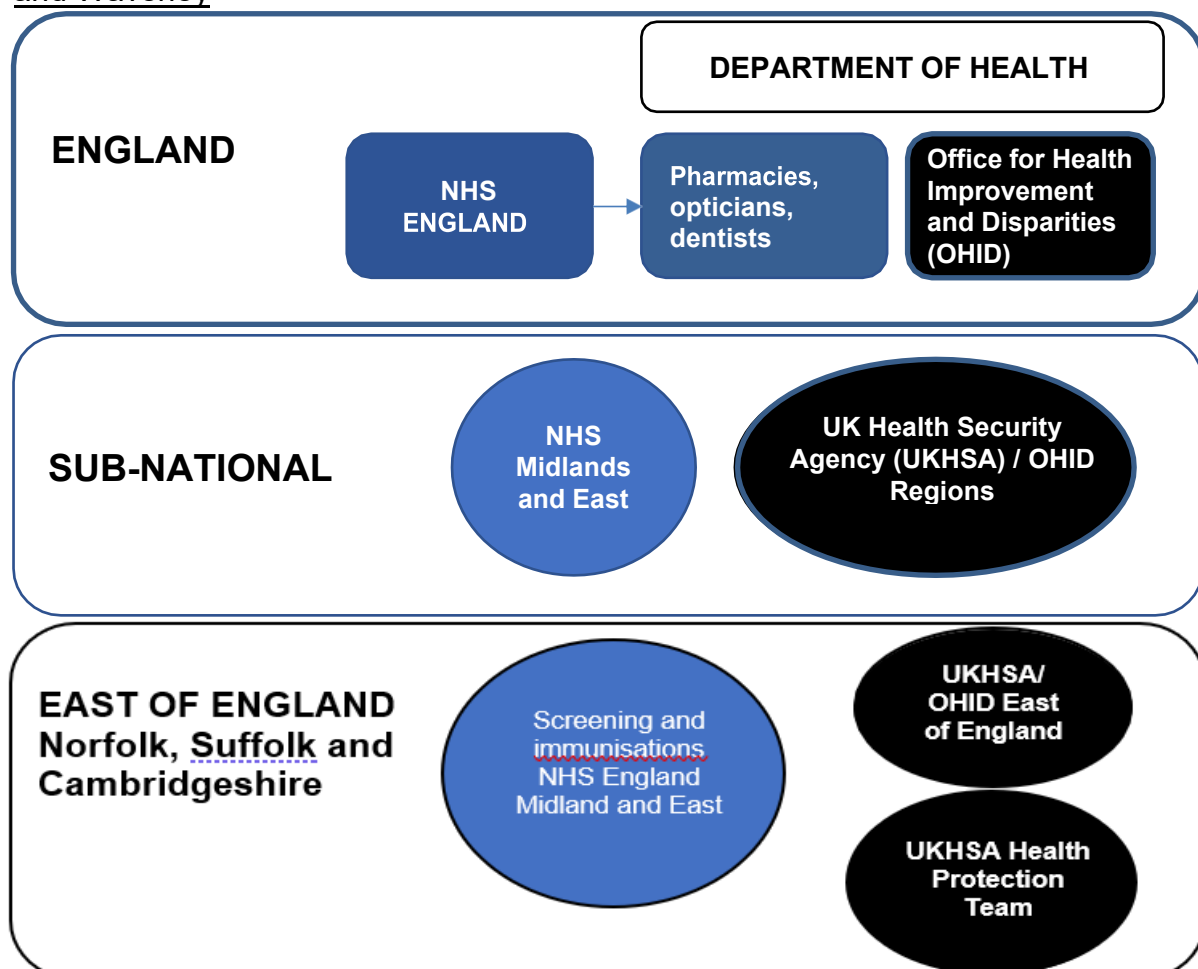 and Waveney
DEPARTMENT OF HEALTH
ENGLAND
NHS
ENGLAND
Pharmacies,
opticians,
dentists
Office for Health
Improvement
and Disparities
(OHID)
SUB-NATIONAL
NHS
Midlands
and East
UK Health Security
Agency (UKHSA) / OHID
Regions
EAST OF ENGLAND
Norfolk, Suffolk and
Cambridgeshire
Screening and
immunisations
NHS England
Midland and East
UKHSA/
OHID East
of England
UKHSA Health
Protection
Team